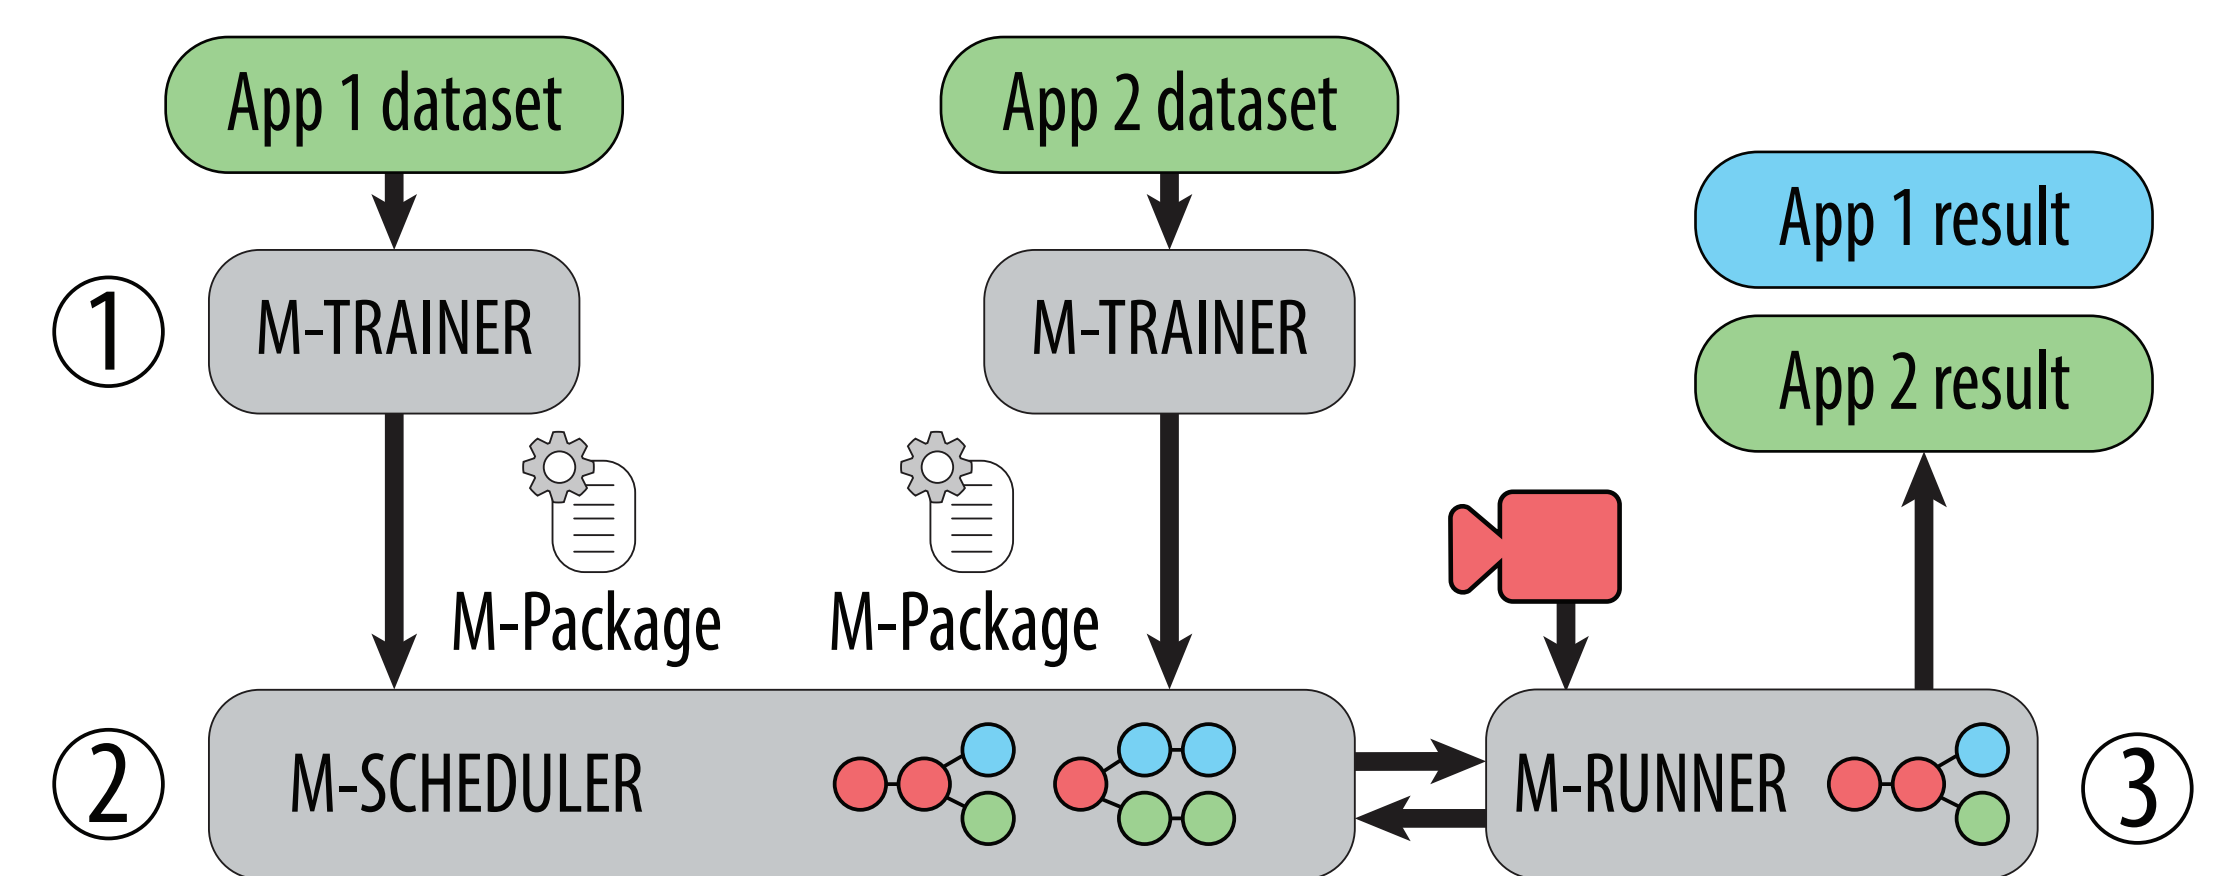 App 1 dataset
App 2 dataset
App 1 result
App 2 result
1
M-TRAINER
M-TRAINER
M-Package
M-Package
2
M-SCHEDULER
M-RUNNER
3